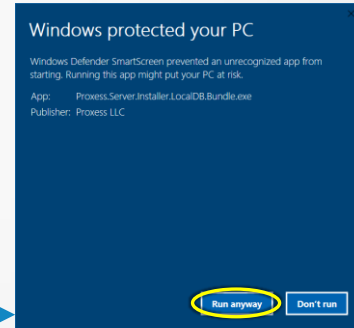 Windows protected your PC
Windows Defender SmartScreen prevented an unrecognized app from
starting. Running this app might put your PC at risk.
App: Proxess.Server.Installer.LocalDB.Bundle.exe
Publisher: Proxess LLC
Run anyway Don't run